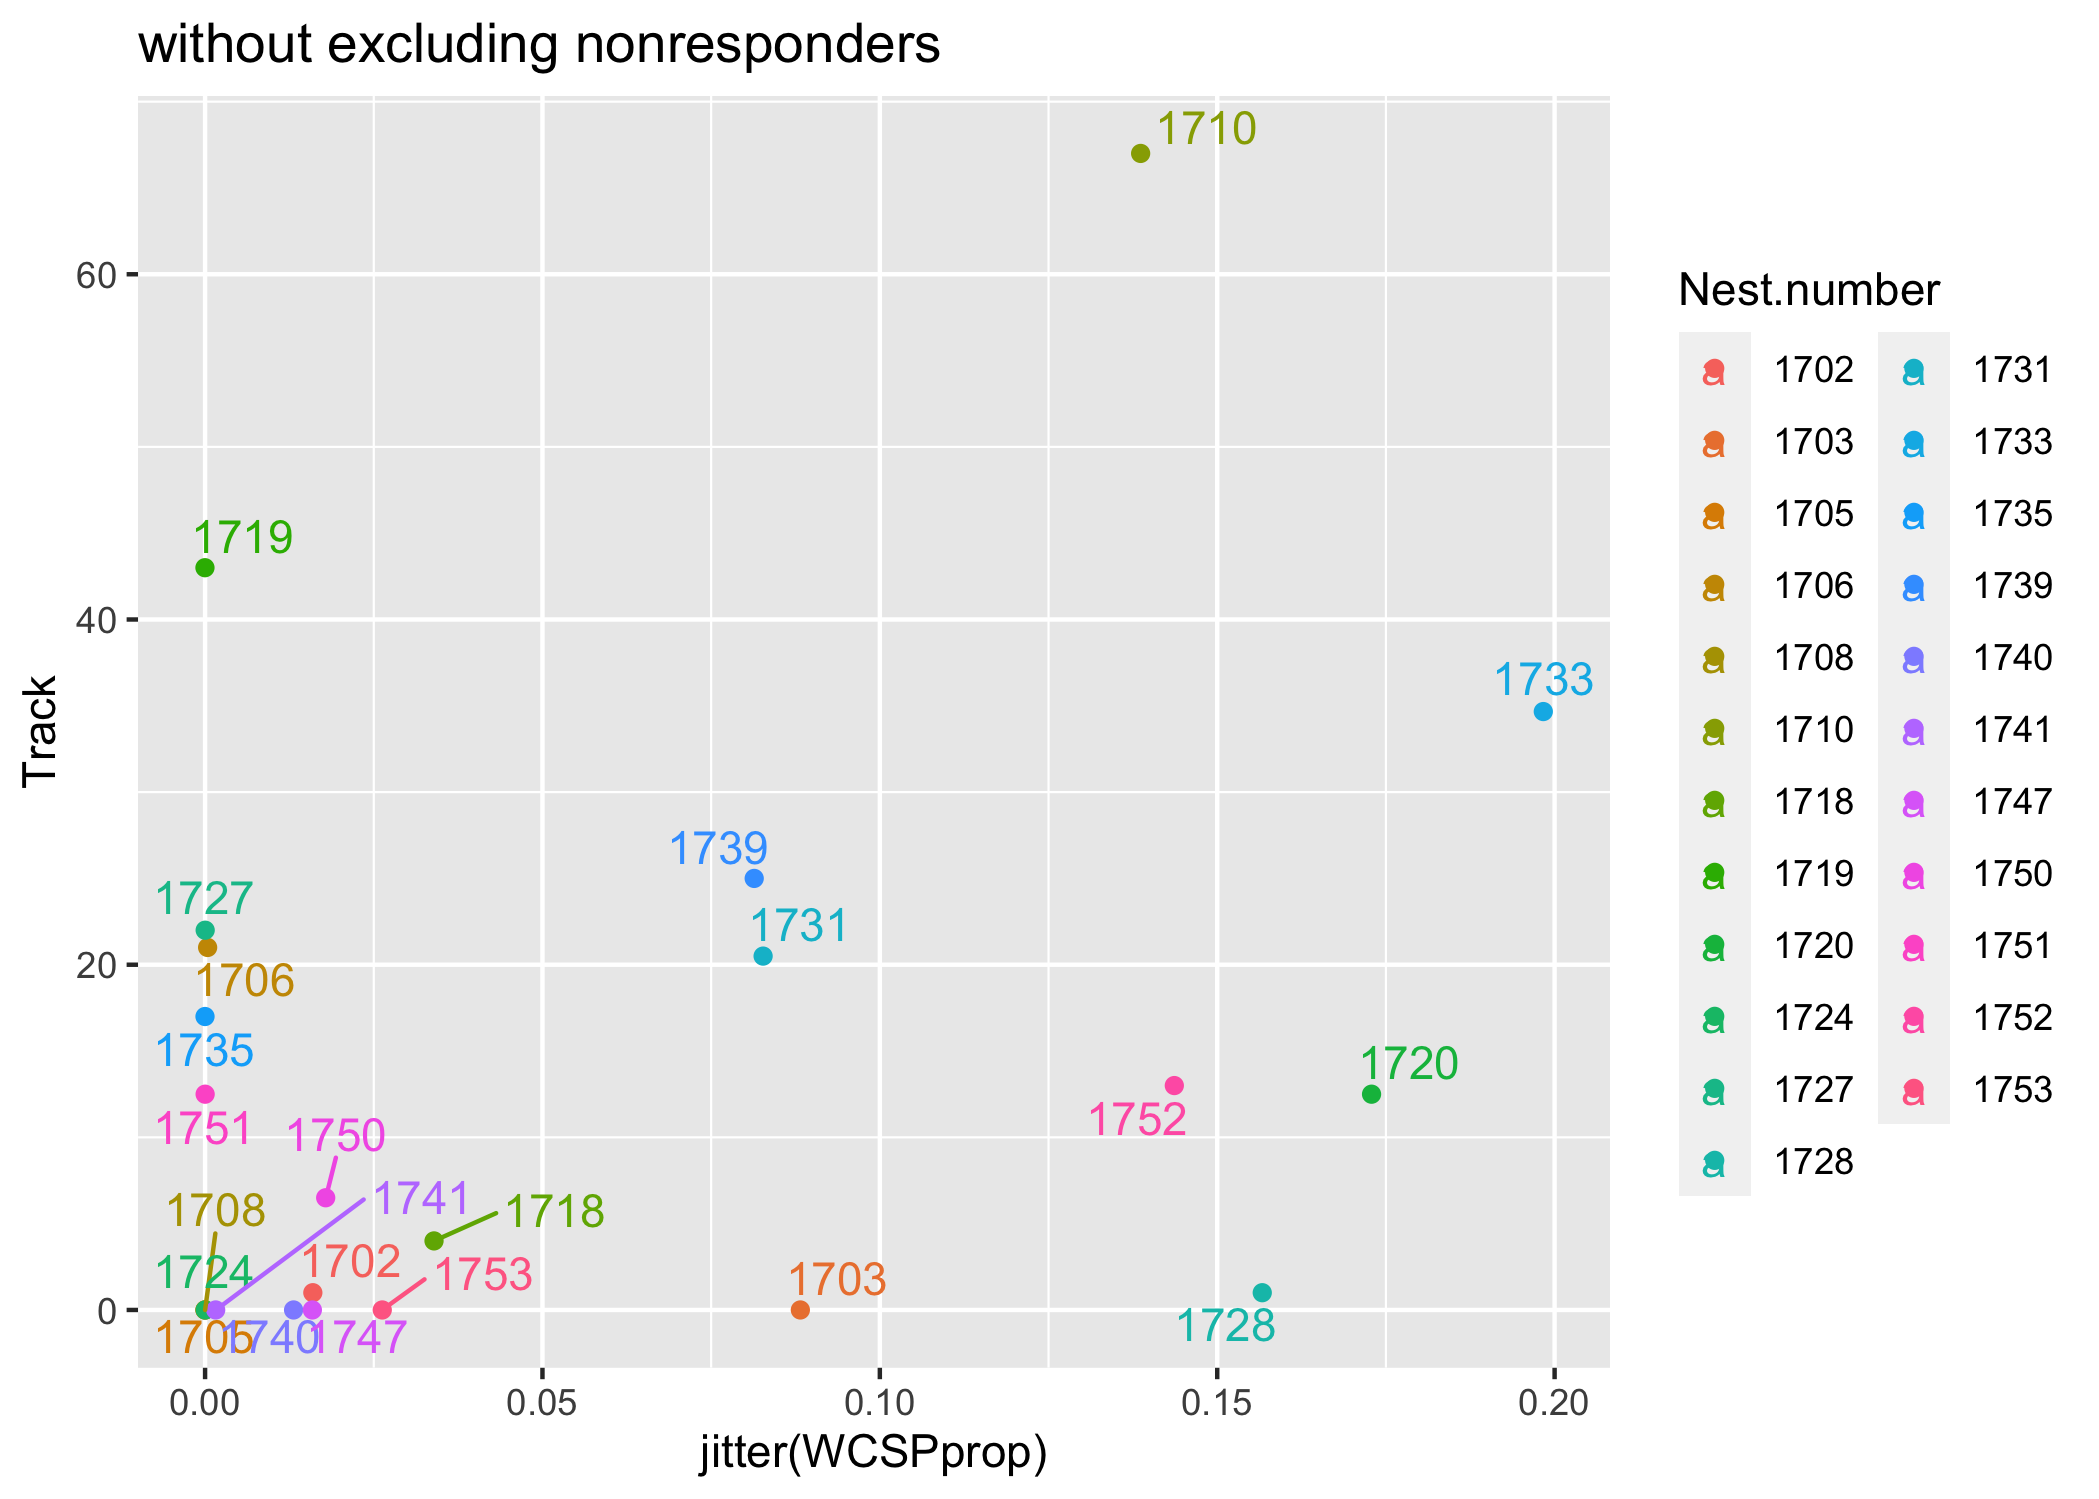 without excluding nonresponders
1710
60
1719
40
1733
1739
1727
1731
20
1706
1735
1720
1752
1751
1750
1741
1708
1718
1702
1724
1753
1703
0
1728
1705
1740
1747
0.00
0.05
0.10
0.15
0.20
Track
jitter(WCSPprop)
Nest.number
a 1702
a 1703
a 1705
a 1706
a 1708
a 1710
a 1718
a 1719
a 1720
a 1724
a 1727
a 1728
a 1731
a 1733
a 1735
a 1739
a 1740
a 1741
a 1747
a 1750
a 1751
a 1752
a 1753